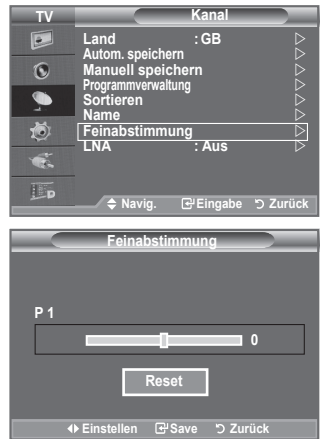 TV Kanal
Land : GB
Autom. speichern
Manuell speichern
Programmverwaltung
Sortieren
Name
Feinabstimmung
LNA : Aus
Navig. Eingabe Zurück
Feinabstimmung
P 1
0
Reset
Einstellen Save Zurück